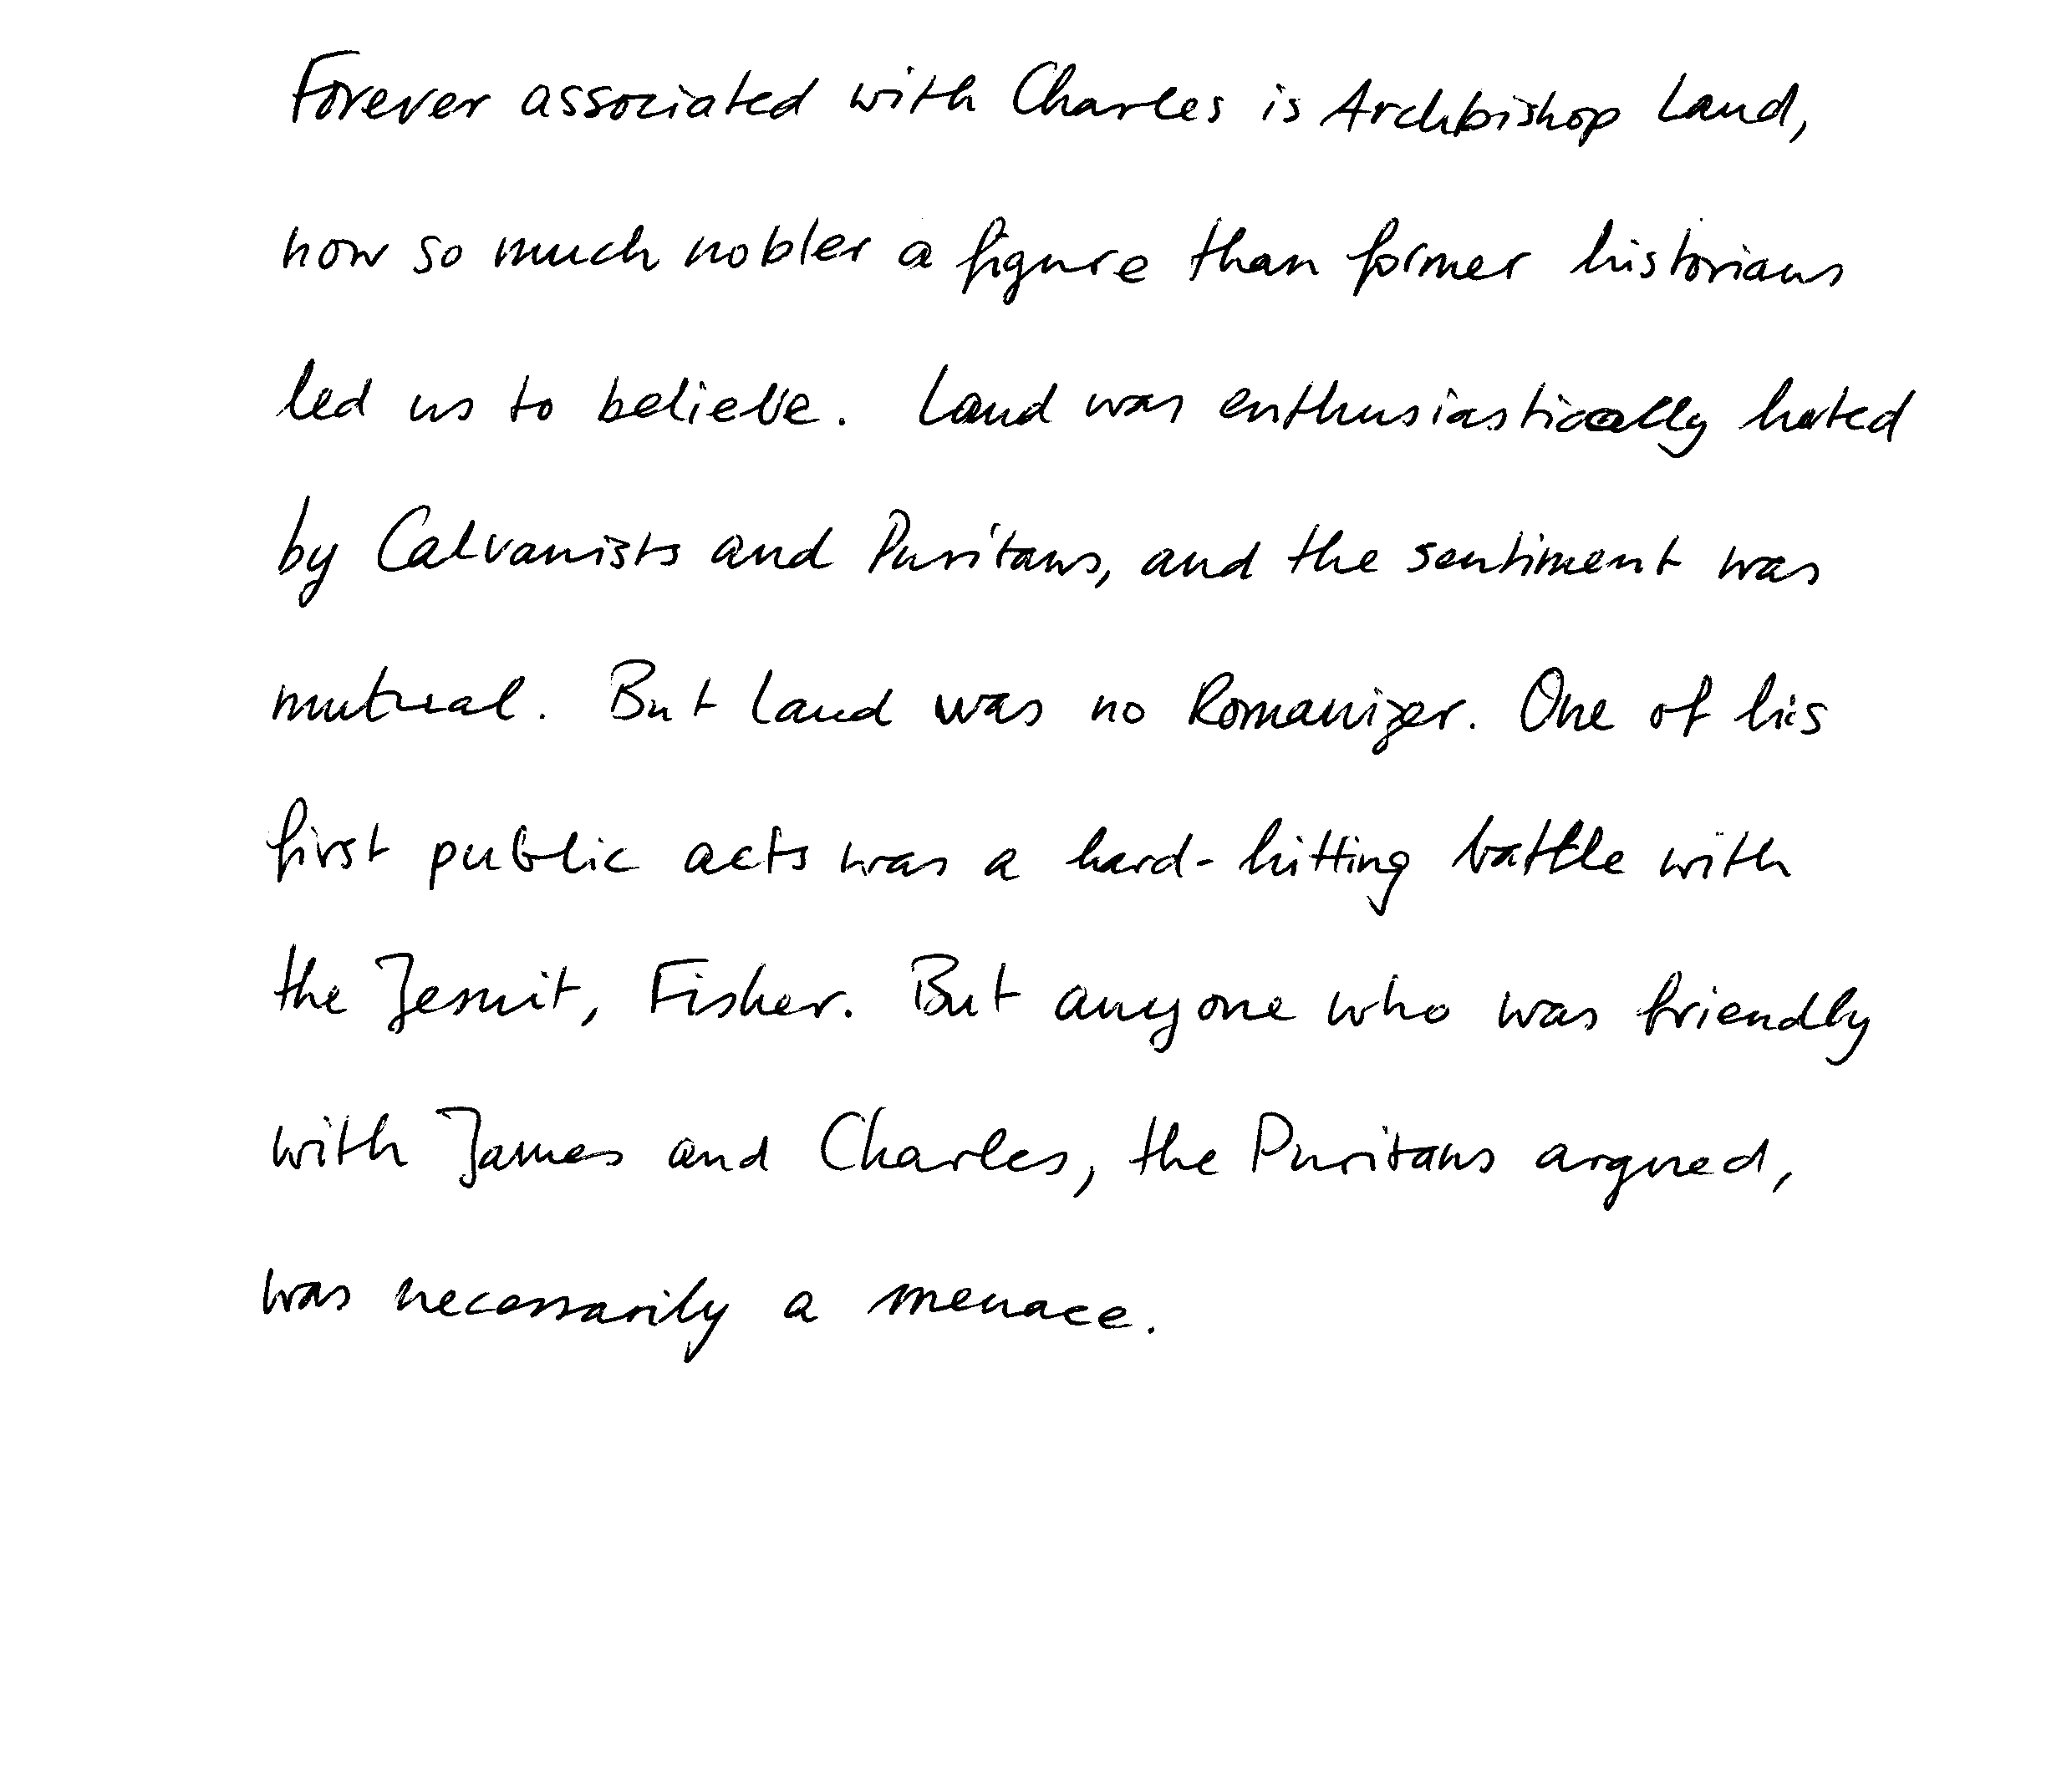 Forever associated with Charles is Archbishop Laud,
now so much nobler a figure than former historians
led us to believe. Laud was enthusiastically hated
by Calvanists and Puritans, and the sentiment was
mutual. But Laud was no Romanizer. One of his
first public acts was a hard-hitting battle with
the Jesuit, Fisher. But anyone who was friendly
with James and Charles, the Puritans argued,
was necessarily a menace.